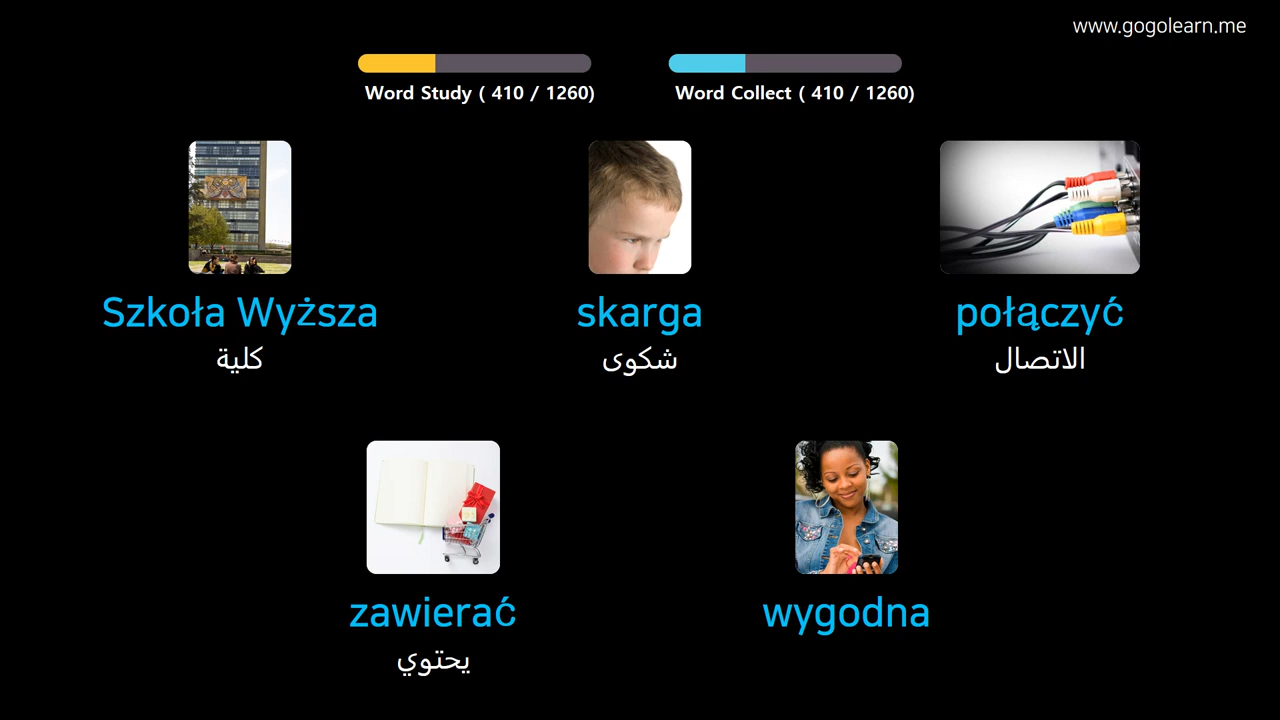 www.gogolearn.me
Word Study ( 410 / 1260)
Word Collect ( 410 / 1260)
Szkoła Wyższa
كلية
skarga
شكوى
połączyć
الاتصال
zawierać
يحتوي
wygodna